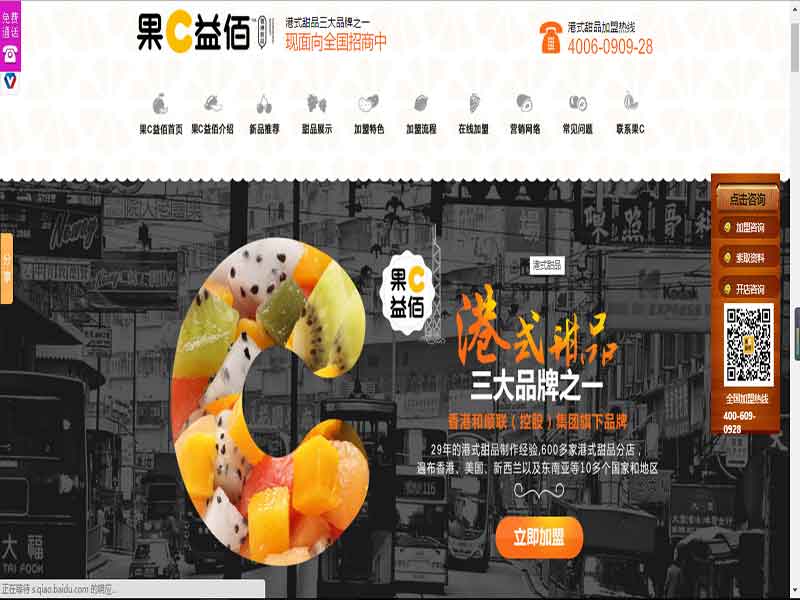 免费
通话
果C益佰
港式甜品三大品牌之一
现面向全国招商中
港式甜品加盟热线
4006-0909-28
果C益佰首页 果C益佰介绍 新品推荐 甜品展示 加盟特色 加盟流程 在线加盟 营销网络 常见问题 联系果C
分享
点击咨询
加盟咨询
索取资料
开店咨询
全国加盟热线
400-609-
0928
果C
益佰
港式甜品
港式甜品
三大品牌之一
香港和顺联（控股）集团旗下品牌
29年的港式甜品制作经验,600多家港式甜品分店，
遍布香港、美国、新西兰以及东南亚等10多个国家和地区
立即加盟
大福
TAI FOOK
正在等待 s.qiao.baidu.com 的响应...